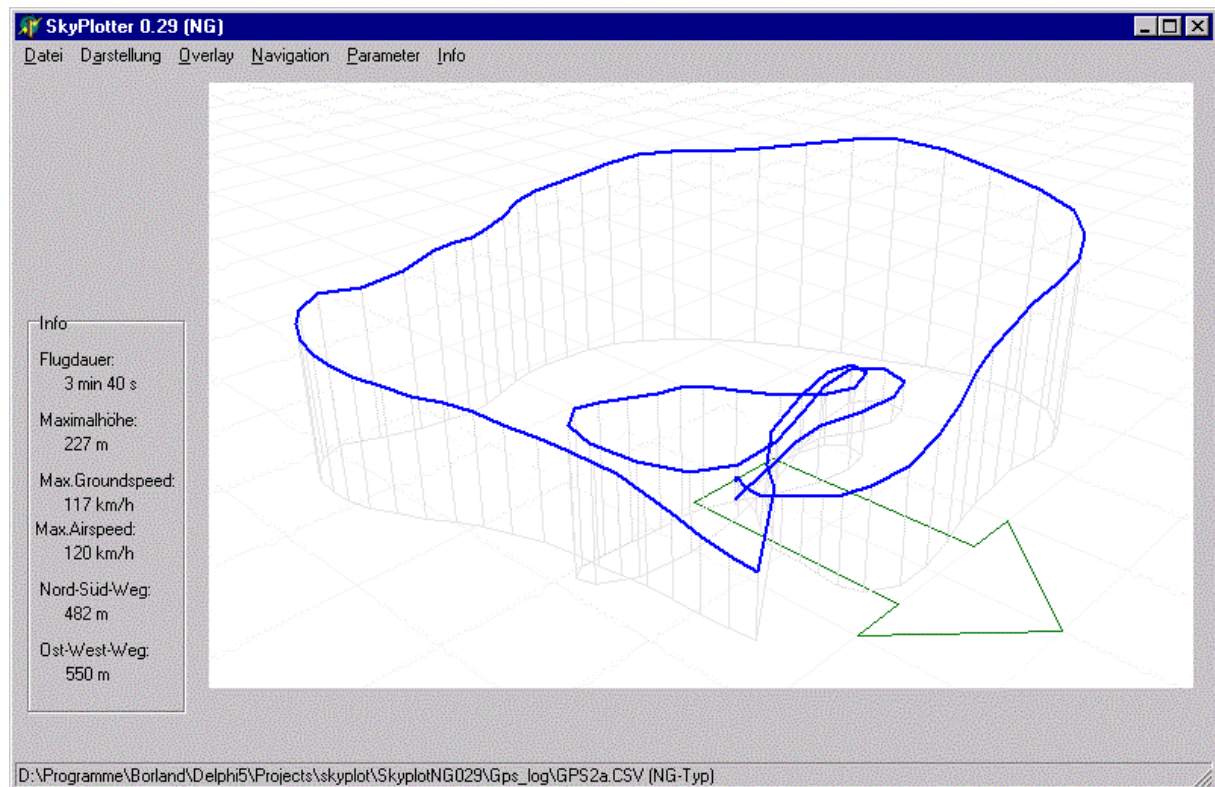 SkyPlotter 0.29 (NG)
Datei Darstellung Overlay Navigation Parameter Info
Info
Flugdauer:
3 min 40 s
Maximalhöhe:
227 m
Max.Groundspeed:
117 km/h
Max.Airspeed:
120 km/h
Nord-Süd-Weg:
482 m
Ost-West-Weg:
550 m
D:\Programme\Borland\Delphi5\Projects\skyplot\SkyplotNG029\Gps_log\GPS2a.CSV (NG-Typ)